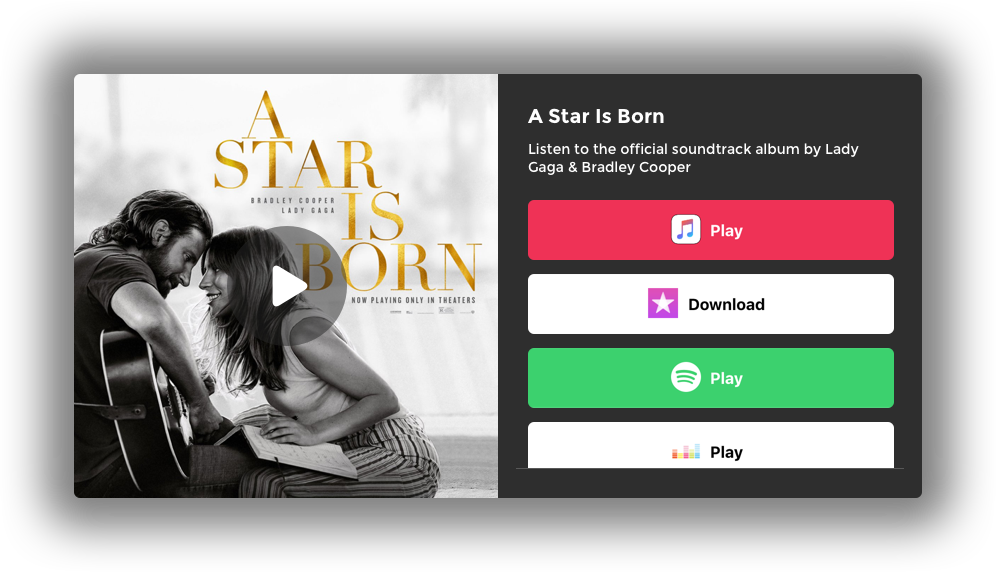 A
STAR
BRADLEY COOPER
LADY GAGA
IS
BORN
NOW PLAYING ONLY IN THEATERS
A Star Is Born
Listen to the official soundtrack album by Lady
Gaga & Bradley Cooper
Play
Download
Play
Play